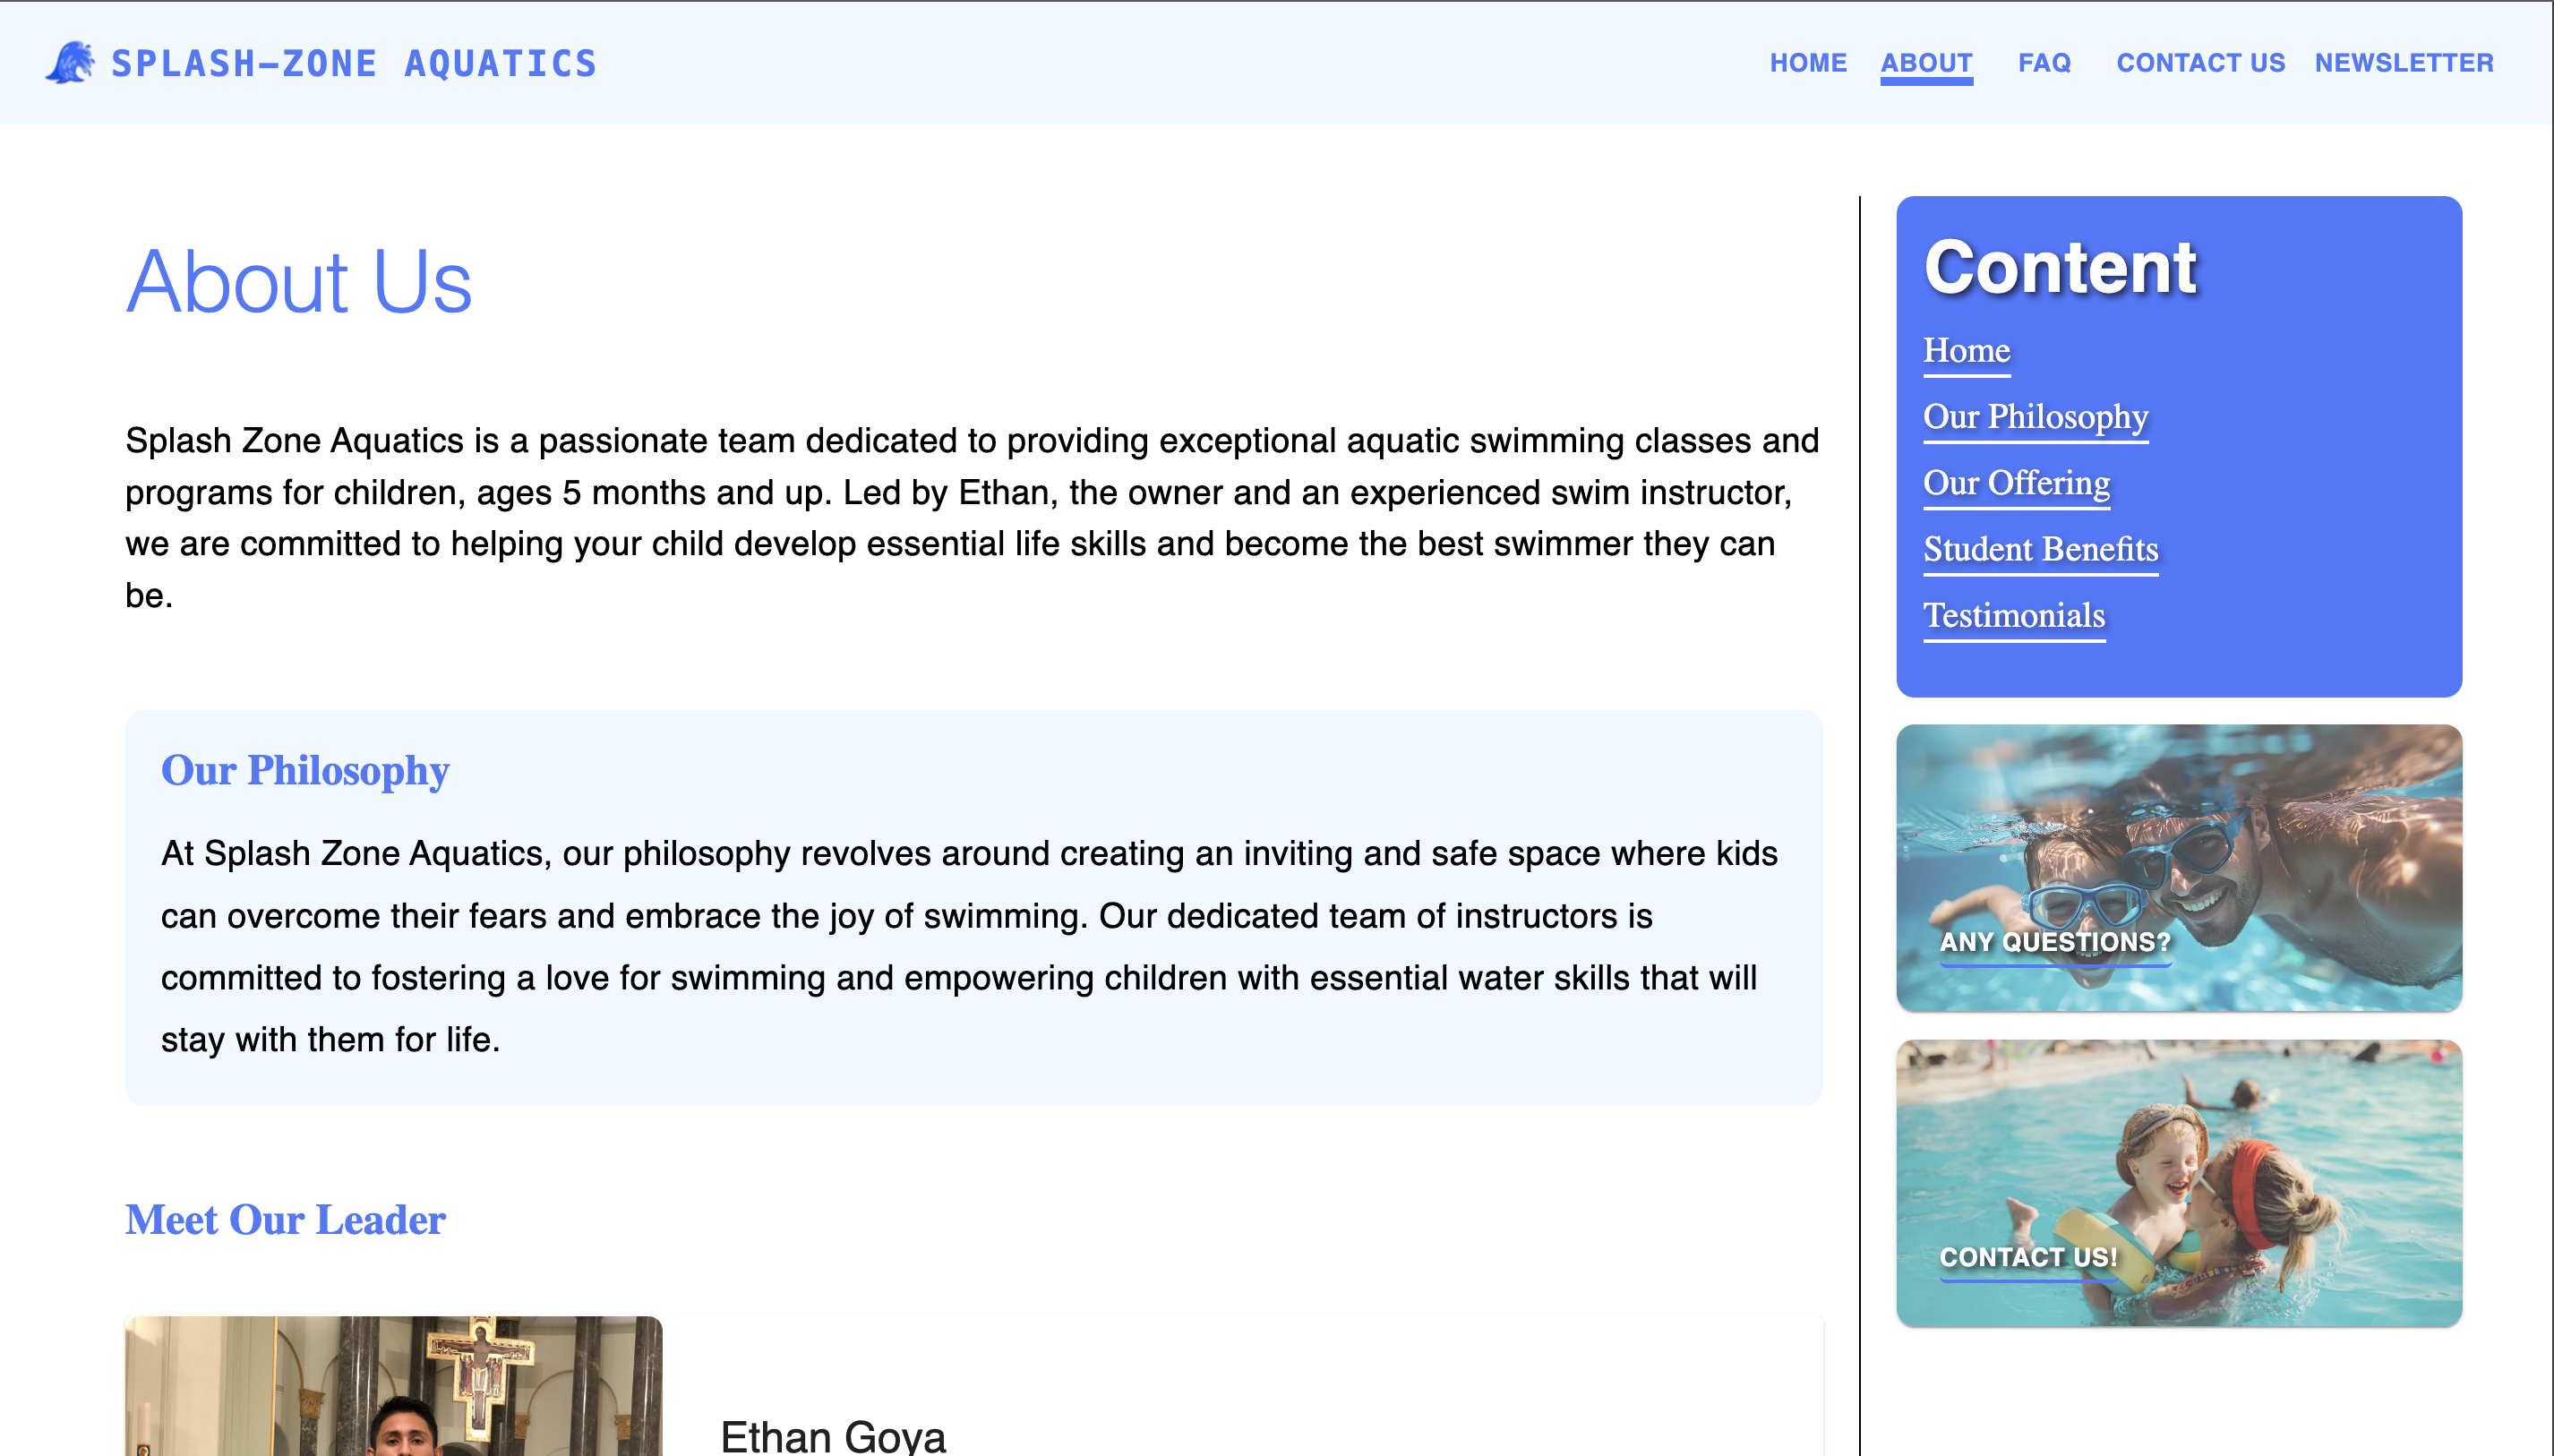 SPLASH-ZONE AQUATICS
HOME
ABOUT
FAQ
CONTACT US
NEWSLETTER
About Us
Splash Zone Aquatics is a passionate team dedicated to providing exceptional aquatic swimming classes and
programs for children, ages 5 months and up. Led by Ethan, the owner and an experienced swim instructor,
we are committed to helping your child develop essential life skills and become the best swimmer they can
be.
Our Philosophy
At Splash Zone Aquatics, our philosophy revolves around creating an inviting and safe space where kids
can overcome their fears and embrace the joy of swimming. Our dedicated team of instructors is
committed to fostering a love for swimming and empowering children with essential water skills that will
stay with them for life.
Meet Our Leader
Ethan Goya
Content
Home
Our Philosophy
Our Offering
Student Benefits
Testimonials
ANY QUESTIONS?
CONTACT US!